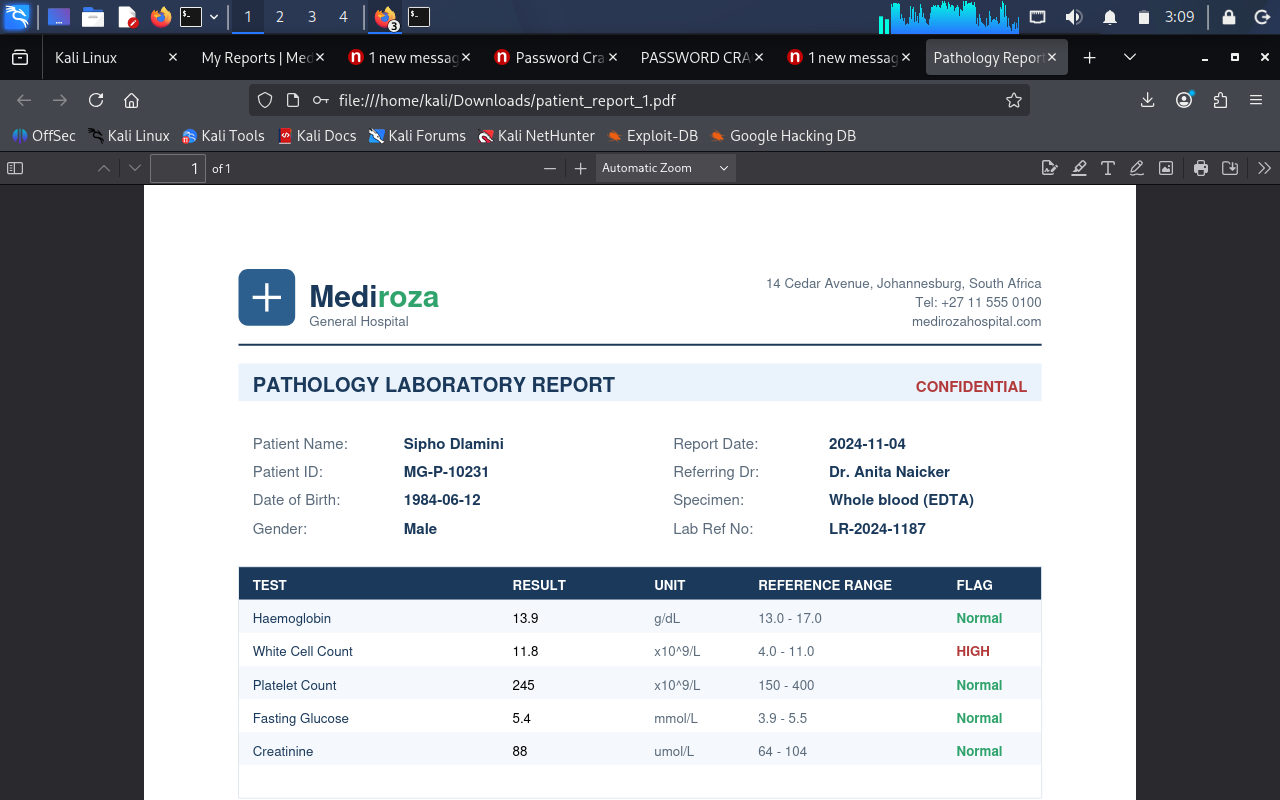 1 2 3 4 3 3:09
Kali Linux My Reports | Med 1 new messag Password Cra PASSWORD CRA 1 new messag Pathology Repor
file:///home/kali/Downloads/patient_report_1.pdf
OffSec Kali Linux Kali Tools Kali Docs Kali Forums Kali NetHunter Exploit-DB Google Hacking DB
1 of 1 Automatic Zoom
Mediroza
General Hospital
14 Cedar Avenue, Johannesburg, South Africa
Tel: +27 11 555 0100
medirozahospital.com
PATHOLOGY LABORATORY REPORT CONFIDENTIAL
Patient Name: Sipho Dlamini Report Date: 2024-11-04
Patient ID: MG-P-10231 Referring Dr: Dr. Anita Naicker
Date of Birth: 1984-06-12 Specimen: Whole blood (EDTA)
Gender: Male Lab Ref No: LR-2024-1187
TEST RESULT UNIT REFERENCE RANGE FLAG
Haemoglobin 13.9 g/dL 13.0 - 17.0 Normal
White Cell Count 11.8 x10^9/L 4.0 - 11.0 HIGH
Platelet Count 245 x10^9/L 150 - 400 Normal
Fasting Glucose 5.4 mmol/L 3.9 - 5.5 Normal
Creatinine 88 umol/L 64 - 104 Normal